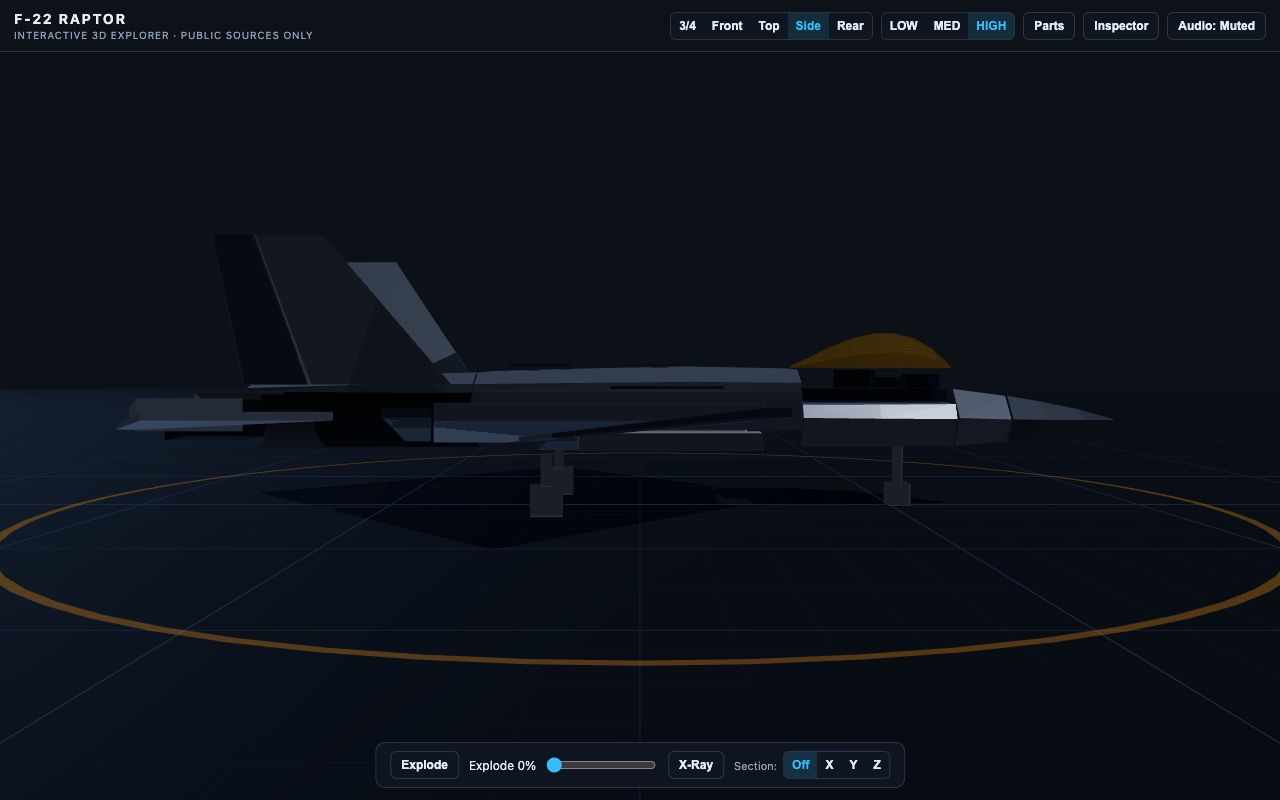 F-22 RAPTOR
INTERACTIVE 3D EXPLORER · PUBLIC SOURCES ONLY
3/4 Front Top Side Rear LOW MED HIGH Parts Inspector Audio: Muted
Explode Explode 0% X-Ray Section: Off X Y Z